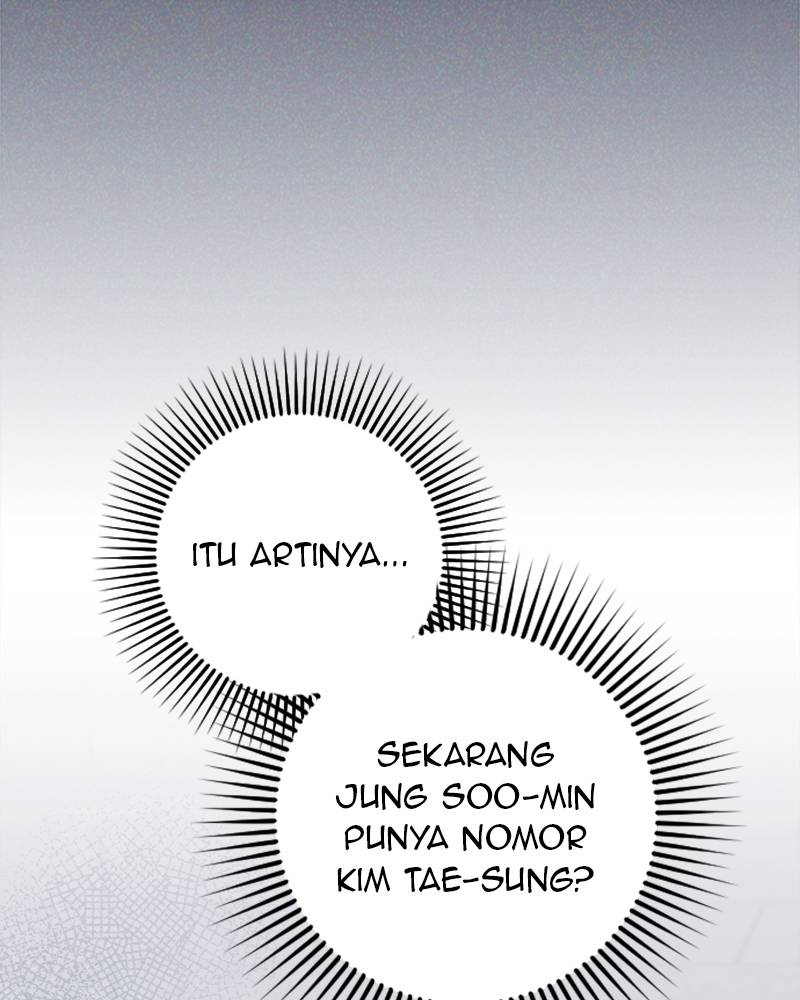 ITU ARTINYA...
SEKARANG
JUNG SOO-MIN
PUNYA NOMOR
KIM TAE-SUNG?